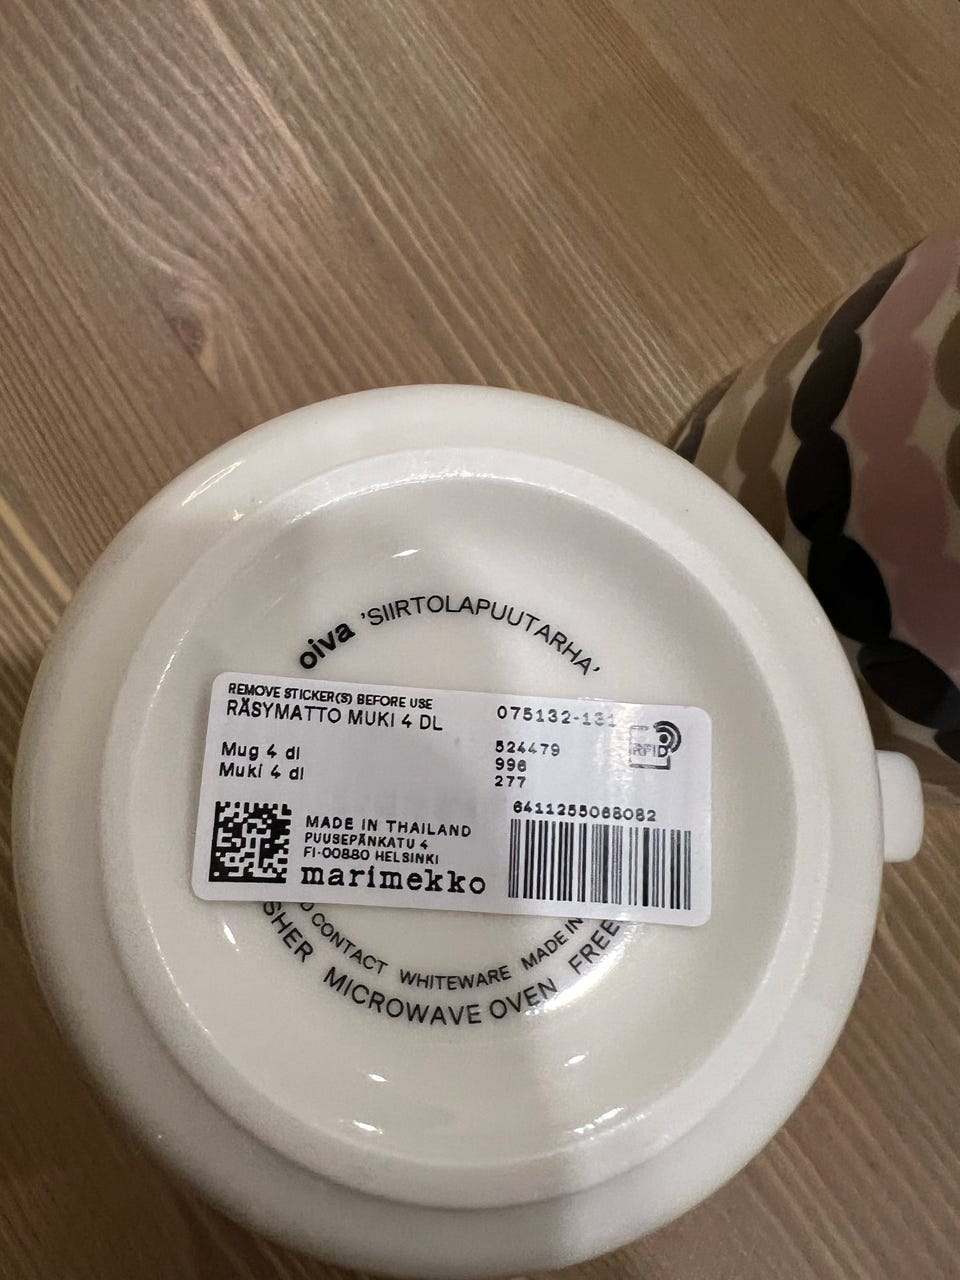 oiva 'SIIRTOLAPUUTARHA'
REMOVE STICKER(S) BEFORE USE
RÄSYMATTO MUKI 4 DL
075132-131
Mug 4 dl
Muki 4 dl
524479
996
277
RFID
6411255068082
MADE IN THAILAND
PUUSEPÄNKATU 4
FI-00880 HELSINKI
marimekko
CONTACT WHITEWARE MADE IN
MICROWAVE OVEN